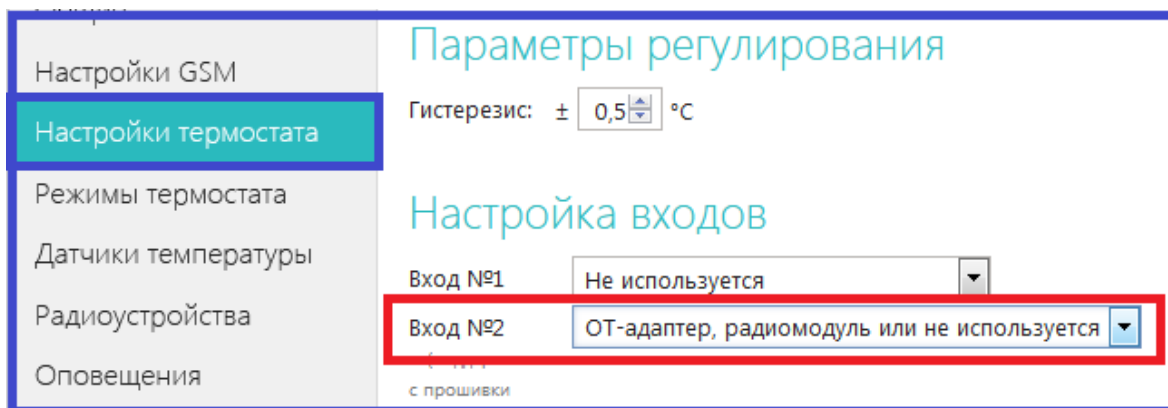 Настройки GSM
Настройки термостата
Режимы термостата
Датчики температуры
Радиоустройства
Оповещения
Параметры регулирования
Гистерезис: ± 0,5 °C
Настройка входов
Вход №1 Не используется
Вход №2 ОТ-адаптер, радиомодуль или не используется
с прошивки